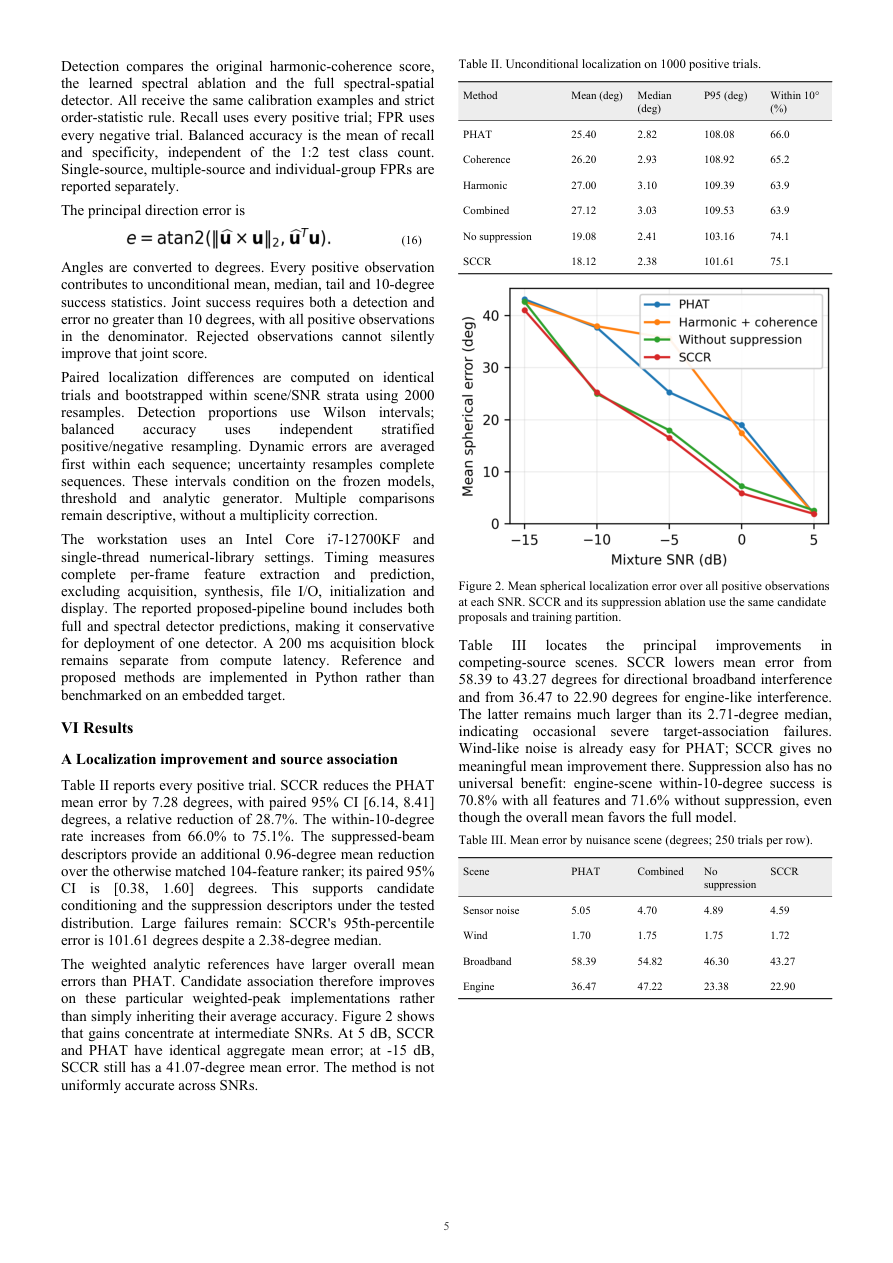 Detection compares the original harmonic-coherence score,
the learned spectral ablation and the full spectral-spatial
detector. All receive the same calibration examples and strict
order-statistic rule. Recall uses every positive trial; FPR uses
every negative trial. Balanced accuracy is the mean of recall
and specificity, independent of the 1:2 test class count.
Single-source, multiple-source and individual-group FPRs are
reported separately.
The principal direction error is
e = atan2(‖û × u‖₂, ûᵀu). (16)
Angles are converted to degrees. Every positive observation
contributes to unconditional mean, median, tail and 10-degree
success statistics. Joint success requires both a detection and
error no greater than 10 degrees, with all positive observations
in the denominator. Rejected observations cannot silently
improve that joint score.
Paired localization differences are computed on identical
trials and bootstrapped within scene/SNR strata using 2000
resamples. Detection proportions use Wilson intervals;
balanced accuracy uses independent stratified
positive/negative resampling. Dynamic errors are averaged
first within each sequence; uncertainty resamples complete
sequences. These intervals condition on the frozen models,
threshold and analytic generator. Multiple comparisons
remain descriptive, without a multiplicity correction.
The workstation uses an Intel Core i7-12700KF and
single-thread numerical-library settings. Timing measures
complete per-frame feature extraction and prediction,
excluding acquisition, synthesis, file I/O, initialization and
display. The reported proposed-pipeline bound includes both
full and spectral detector predictions, making it conservative
for deployment of one detector. A 200 ms acquisition block
remains separate from compute latency. Reference and
proposed methods are implemented in Python rather than
benchmarked on an embedded target.
VI Results
A Localization improvement and source association
Table II reports every positive trial. SCCR reduces the PHAT
mean error by 7.28 degrees, with paired 95% CI [6.14, 8.41]
degrees, a relative reduction of 28.7%. The within-10-degree
rate increases from 66.0% to 75.1%. The suppressed-beam
descriptors provide an additional 0.96-degree mean reduction
over the otherwise matched 104-feature ranker; its paired 95%
CI is [0.38, 1.60] degrees. This supports candidate
conditioning and the suppression descriptors under the tested
distribution. Large failures remain: SCCR's 95th-percentile
error is 101.61 degrees despite a 2.38-degree median.
The weighted analytic references have larger overall mean
errors than PHAT. Candidate association therefore improves
on these particular weighted-peak implementations rather
than simply inheriting their average accuracy. Figure 2 shows
that gains concentrate at intermediate SNRs. At 5 dB, SCCR
and PHAT have identical aggregate mean error; at -15 dB,
SCCR still has a 41.07-degree mean error. The method is not
uniformly accurate across SNRs.
Table II. Unconditional localization on 1000 positive trials.
Method Mean (deg) Median (deg) P95 (deg) Within 10° (%)
PHAT 25.40 2.82 108.08 66.0
Coherence 26.20 2.93 108.92 65.2
Harmonic 27.00 3.10 109.39 63.9
Combined 27.12 3.03 109.53 63.9
No suppression 19.08 2.41 103.16 74.1
SCCR 18.12 2.38 101.61 75.1
Mean spherical error (deg)
40
30
20
10
0
PHAT
Harmonic + coherence
Without suppression
SCCR
−15 −10 −5 0 5
Mixture SNR (dB)
Figure 2. Mean spherical localization error over all positive observations
at each SNR. SCCR and its suppression ablation use the same candidate
proposals and training partition.
Table III locates the principal improvements in
competing-source scenes. SCCR lowers mean error from
58.39 to 43.27 degrees for directional broadband interference
and from 36.47 to 22.90 degrees for engine-like interference.
The latter remains much larger than its 2.71-degree median,
indicating occasional severe target-association failures.
Wind-like noise is already easy for PHAT; SCCR gives no
meaningful mean improvement there. Suppression also has no
universal benefit: engine-scene within-10-degree success is
70.8% with all features and 71.6% without suppression, even
though the overall mean favors the full model.
Table III. Mean error by nuisance scene (degrees; 250 trials per row).
Scene PHAT Combined No suppression SCCR
Sensor noise 5.05 4.70 4.89 4.59
Wind 1.70 1.75 1.75 1.72
Broadband 58.39 54.82 46.30 43.27
Engine 36.47 47.22 23.38 22.90
5